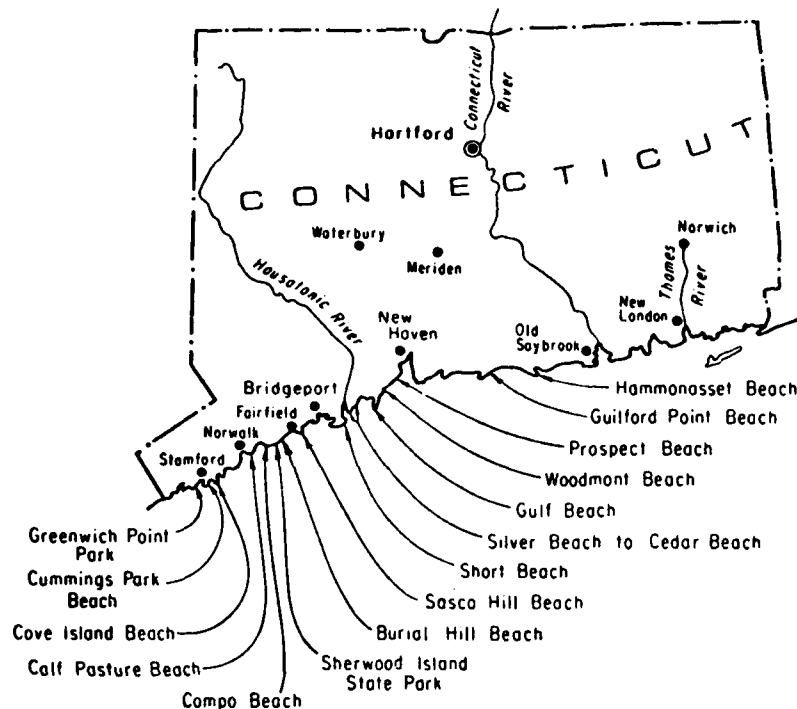 Connecticut
River
Hartford
CONNECTICUT
Waterbury
Meriden
Norwich
Housatonic River
Thames
River
New
London
New
Haven
Old
Saybrook
Bridgeport
Fairfield
Norwalk
Stamford
Hammonasset Beach
Guilford Point Beach
Prospect Beach
Woodmont Beach
Gulf Beach
Silver Beach to Cedar Beach
Short Beach
Sasco Hill Beach
Burial Hill Beach
Sherwood Island
State Park
Greenwich Point
Park
Cummings Park
Beach
Cove Island Beach
Calf Pasture Beach
Compo Beach